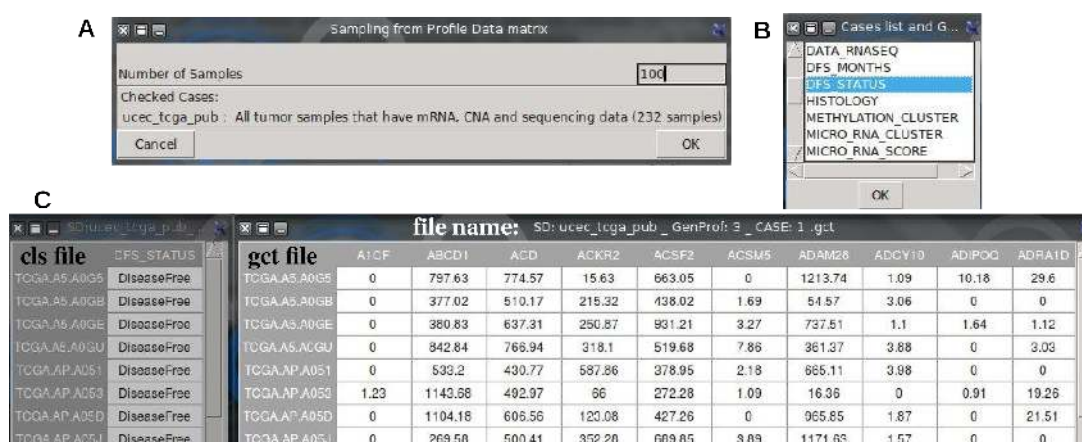 A
Sampling from Profile Data matrix
Number of Samples 100
Checked Cases:
ucec_tcga_pub : All tumor samples that have mRNA, CNA and sequencing data (232 samples)
Cancel OK
B
Cases list and G...
DATA_RNASEQ
DFS_MONTHS
DFS_STATUS
HISTOLOGY
METHYLATION_CLUSTER
MICRO_RNA_CLUSTER
MICRO_RNA_SCORE
OK
C
SD:ucec_tcga_pub_
file name: SD: ucec_tcga_pub _ GenProf: 3 _ CASE: 1 .gct
cls file DFS_STATUS
TCGA.A5.A0G5 DiseaseFree
TCGA.A5.A0GB DiseaseFree
TCGA.A5.A0GE DiseaseFree
TCGA.A5.A0GU DiseaseFree
TCGA.AP.A051 DiseaseFree
TCGA.AP.A053 DiseaseFree
TCGA.AP.A05D DiseaseFree
TCGA.AP.A05J DiseaseFree
gct file A1CF ABCD1 ACD ACKR2 ACSF2 ACSM5 ADAM28 ADCY10 ADIPOQ ADRA1D
TCGA.A5.A0G5 0 797.63 774.57 15.63 663.05 0 1213.74 1.09 10.18 29.6
TCGA.A5.A0GB 0 377.02 510.17 215.32 438.02 1.69 54.57 3.06 0 0
TCGA.A5.A0GE 0 380.83 637.31 250.87 931.21 3.27 737.51 1.1 1.64 1.12
TCGA.A5.A0GU 0 842.84 766.94 318.1 519.68 7.86 361.37 3.88 0 3.03
TCGA.AP.A051 0 533.2 430.77 587.86 378.95 2.18 665.11 3.98 0 0
TCGA.AP.A053 1.23 1143.68 492.97 66 272.28 1.09 16.36 0 0.91 19.26
TCGA.AP.A05D 0 1104.18 606.56 123.08 427.26 0 965.85 1.87 0 21.51
TCGA.AP.A05J 0 269.58 500.41 352.28 689.85 3.89 1171.63 1.57 0 0